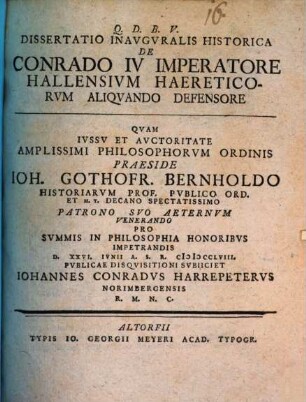 16
Q. D. B. V.
DISSERTATIO INAVGVRALIS HISTORICA
DE
CONRADO IV IMPERATORE
HALLENSIVM HAERETICO-
RVM ALIQVANDO DEFENSORE
QVAM
IVSSV ET AVCTORITATE
AMPLISSIMI PHILOSOPHORVM ORDINIS
PRAESIDE
IOH. GOTHOFR. BERNHOLDO
HISTORIARVM PROF. PVBLICO ORD.
ET H. T. DECANO SPECTATISSIMO
PATRONO SVO AETERNVM
VENERANDO
PRO
SVMMIS IN PHILOSOPHIA HONORIBVS
IMPETRANDIS
D. XXVI. IVNII A. S. R. CIƆIƆCCLVIII.
PVBLICAE DISQVISITIONI SVBIICIET
IOHANNES CONRADVS HARREPETERVS
NORIMBERGENSIS
R. M. N. C.
ALTORFII
TYPIS IO. GEORGII MEYERI ACAD. TYPOGR.